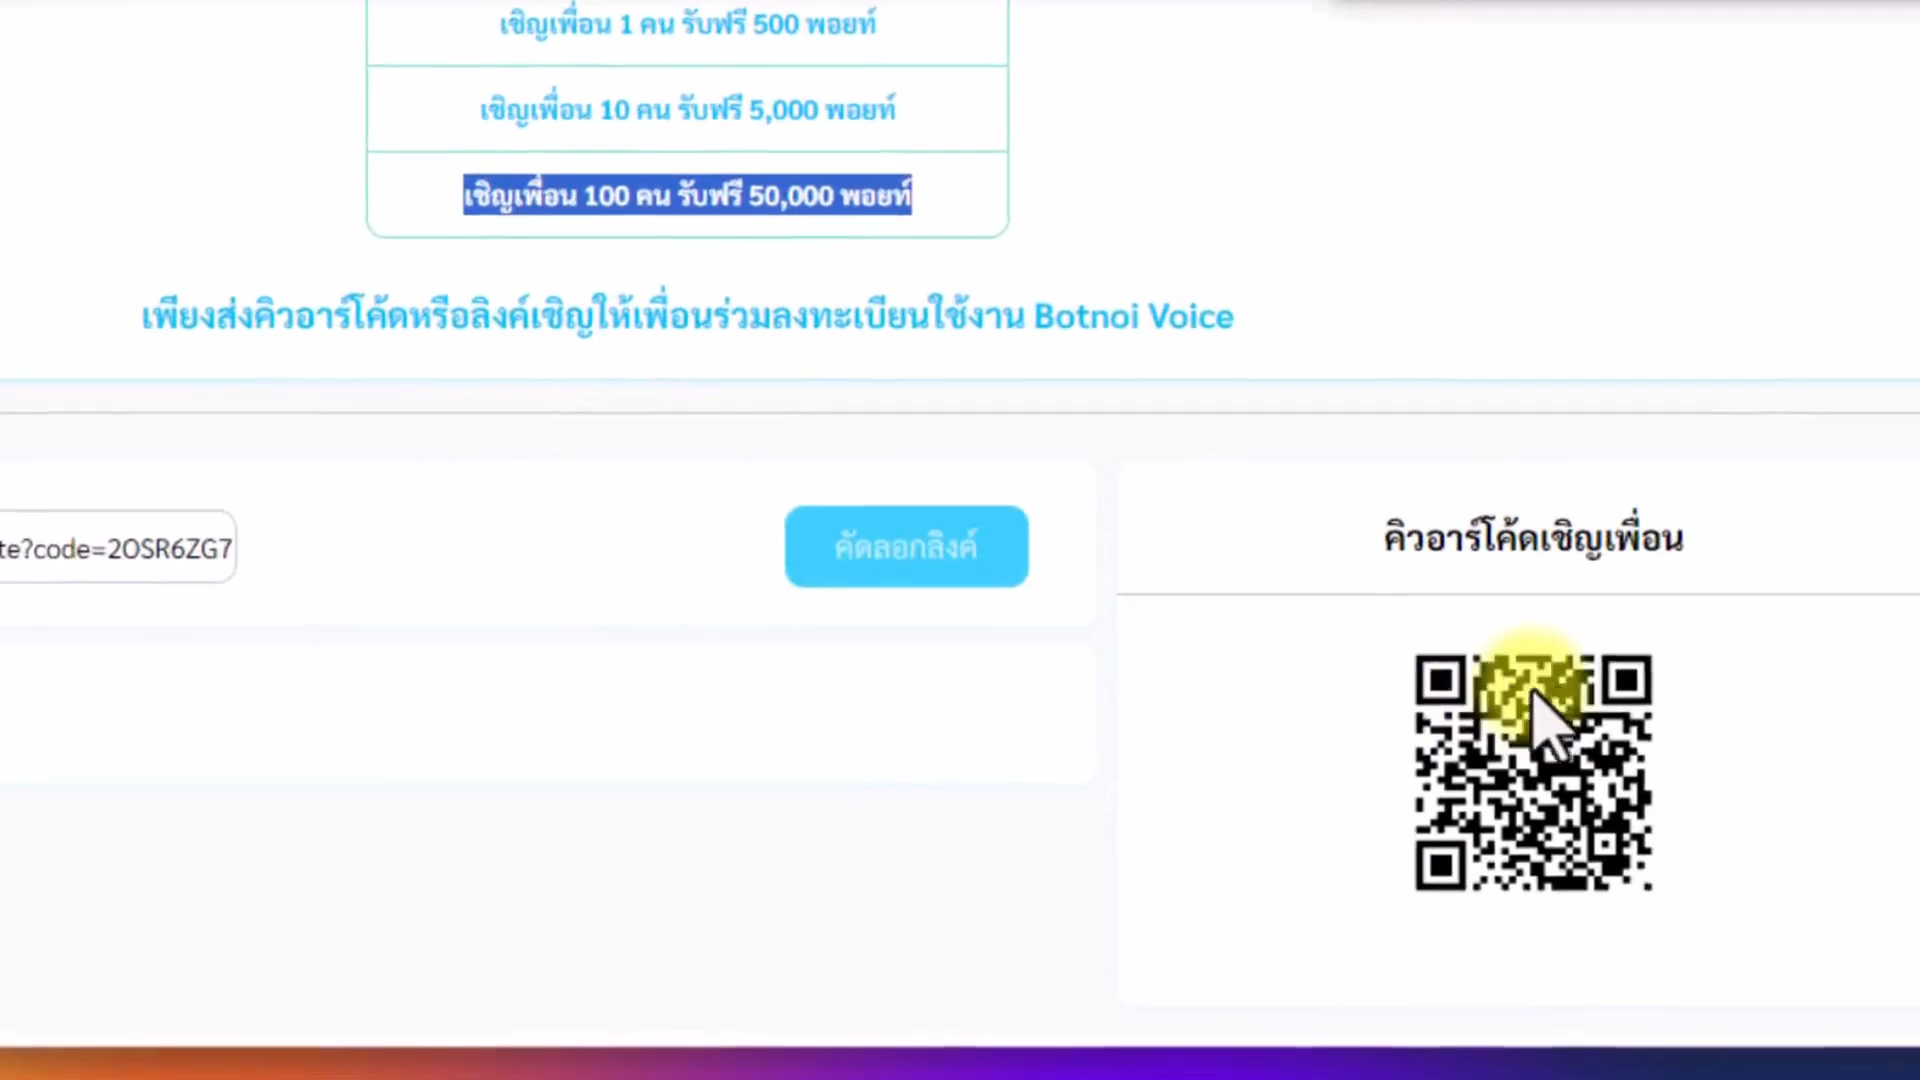 เชิญเพื่อน 1 คน รับฟรี 500 พอยท์
เชิญเพื่อน 10 คน รับฟรี 5,000 พอยท์
เชิญเพื่อน 100 คน รับฟรี 50,000 พอยท์
เพียงส่งคิวอาร์โค้ดหรือลิงค์เชิญให้เพื่อนร่วมลงทะเบียนใช้งาน Botnoi Voice
te?code=2OSR6ZG7
คัดลอกลิงค์
คิวอาร์โค้ดเชิญเพื่อน